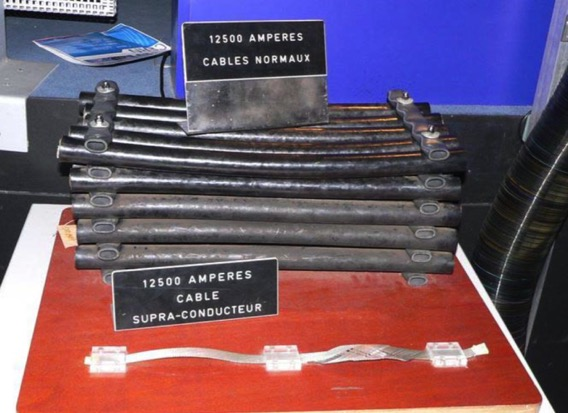 12500 AMPERES
CABLES NORMAUX
12500 AMPERES
CABLE
SUPRA-CONDUCTEUR